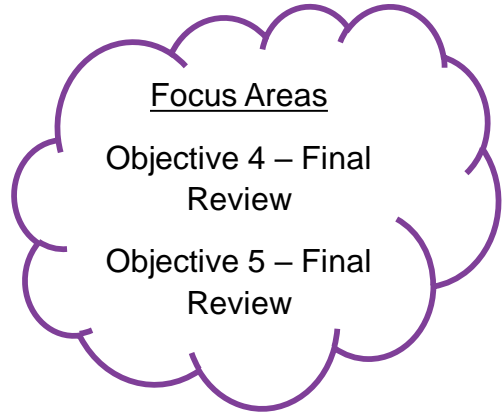 Focus Areas
Objective 4 – Final
Review
Objective 5 – Final
Review